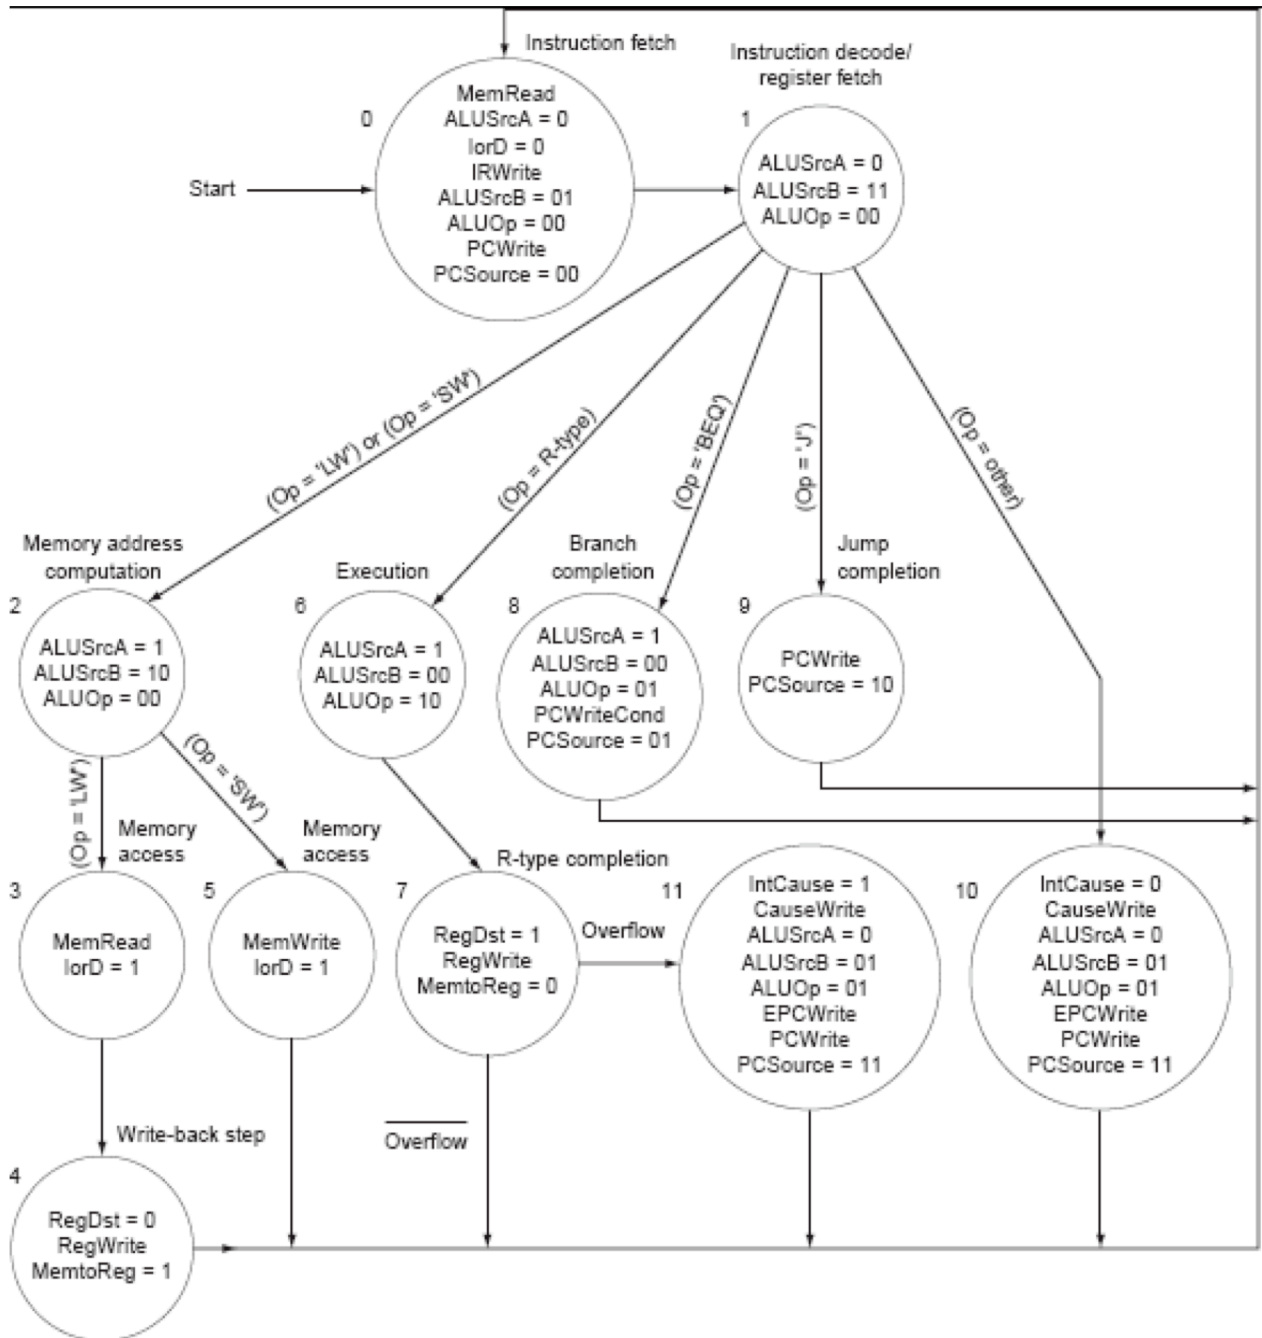 Instruction fetch
Instruction decode/
register fetch
0
MemRead
ALUSrcA = 0
IorD = 0
IRWrite
ALUSrcB = 01
ALUOp = 00
PCWrite
PCSource = 00
1
ALUSrcA = 0
ALUSrcB = 11
ALUOp = 00
Start
(Op = 'LW') or (Op = 'SW')
(Op = R-type)
(Op = 'BEQ')
(Op = 'J')
(Op = other)
Memory address
computation
2
ALUSrcA = 1
ALUSrcB = 10
ALUOp = 00
Execution
6
ALUSrcA = 1
ALUSrcB = 00
ALUOp = 10
Branch
completion
8
ALUSrcA = 1
ALUSrcB = 00
ALUOp = 01
PCWriteCond
PCSource = 01
Jump
completion
9
PCWrite
PCSource = 10
(Op = 'LW')
(Op = 'SW')
Memory
access
3
MemRead
IorD = 1
Memory
access
5
MemWrite
IorD = 1
R-type completion
7
RegDst = 1
RegWrite
MemtoReg = 0
Overflow
11
IntCause = 1
CauseWrite
ALUSrcA = 0
ALUSrcB = 01
ALUOp = 01
EPCWrite
PCWrite
PCSource = 11
10
IntCause = 0
CauseWrite
ALUSrcA = 0
ALUSrcB = 01
ALUOp = 01
EPCWrite
PCWrite
PCSource = 11
Write-back step
Overflow
4
RegDst = 0
RegWrite
MemtoReg = 1